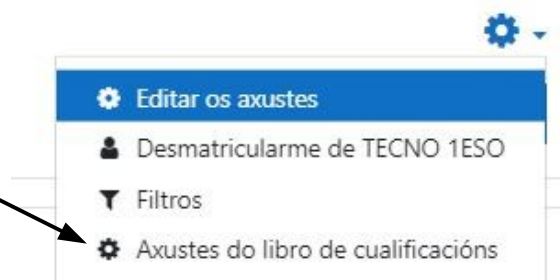 Editar os axustes
Desmatricularme de TECNO 1ESO
Filtros
Axustes do libro de cualificacións